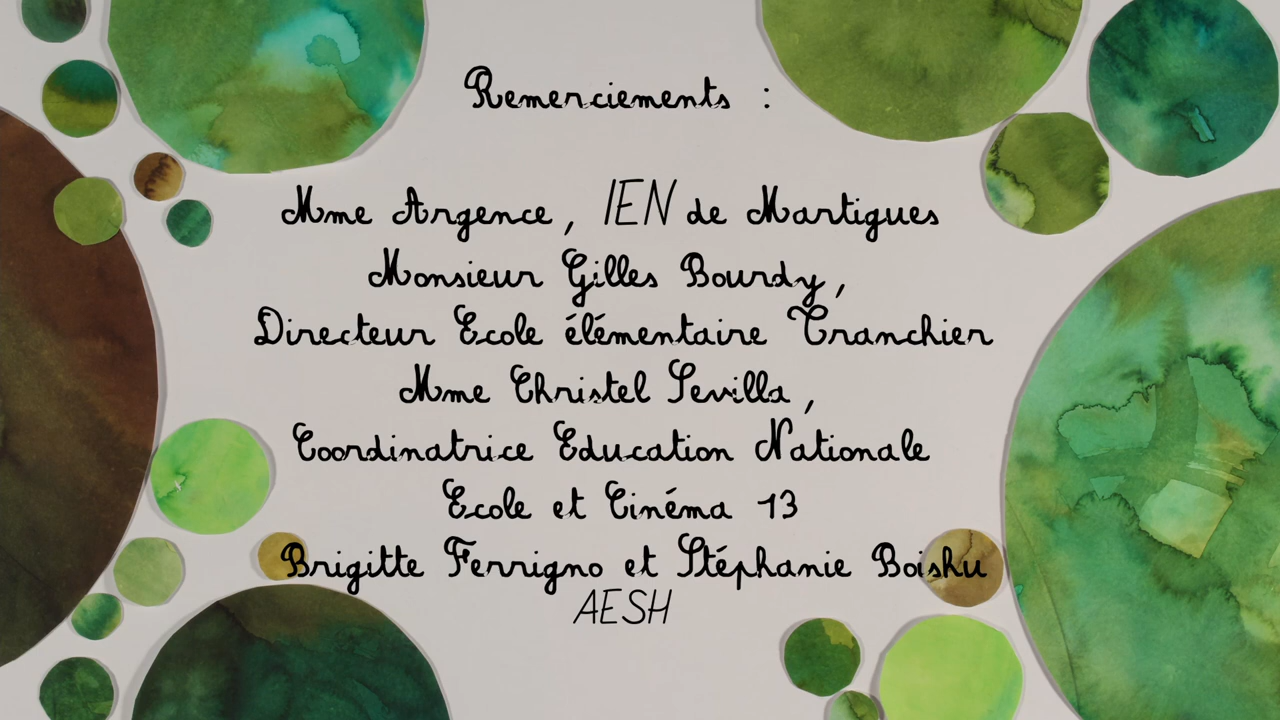 Remerciements :
Mme Argence, IEN de Martigues
Monsieur Gilles Bourdy,
Directeur Ecole élémentaire Tranchier
Mme Christel Sevilla,
Coordinatrice Education Nationale
Ecole et Cinéma 13
Brigitte Ferrigno et Stéphanie Boishu
AESH